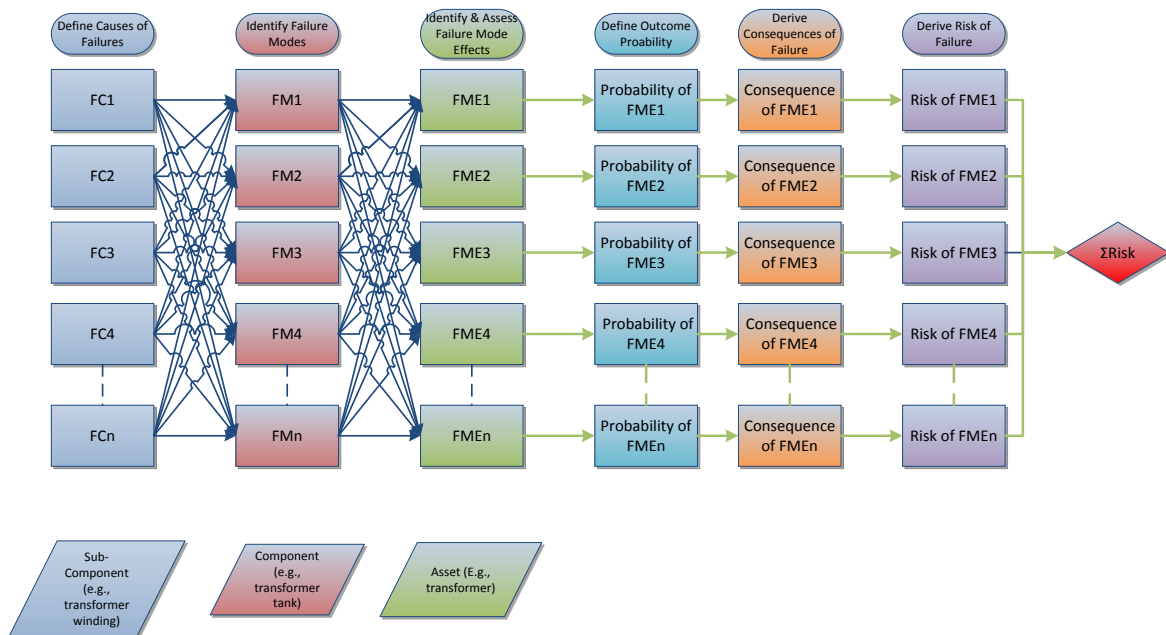 Define Causes of
Failures
Identify Failure
Modes
Identify & Assess
Failure Mode
Effects
Define Outcome
Proability
Derive
Consequences of
Failure
Derive Risk of
Failure
FC1
FM1
FME1
Probability of
FME1
Consequence
of FME1
Risk of FME1
FC2
FM2
FME2
Probability of
FME2
Consequence
of FME2
Risk of FME2
FC3
FM3
FME3
Probability of
FME3
Consequence
of FME3
Risk of FME3
ΣRisk
FC4
FM4
FME4
Probability of
FME4
Consequence
of FME4
Risk of FME4
FCn
FMn
FMEn
Probability of
FMEn
Consequence
of FMEn
Risk of FMEn
Sub-
Component
(e.g.,
transformer
winding)
Component
(e.g.,
transformer
tank)
Asset (E.g.,
transformer)